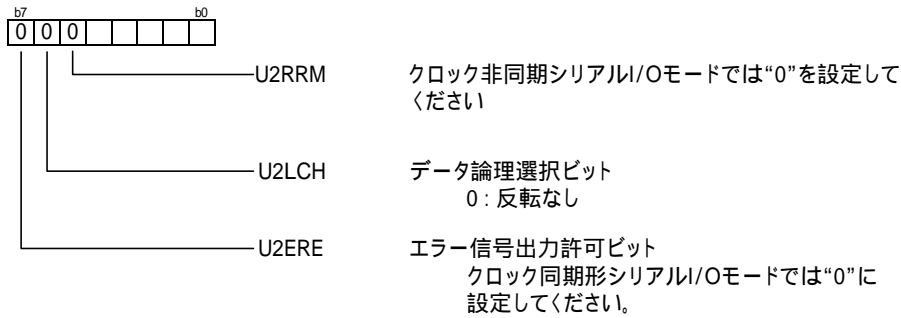 b7 b0
0 0 0
U2RRM クロック非同期シリアルI/Oモードでは“0”を設定して
ください
U2LCH データ論理選択ビット
0 : 反転なし
U2ERE エラー信号出力許可ビット
クロック同期形シリアルI/Oモードでは“0”に
設定してください。